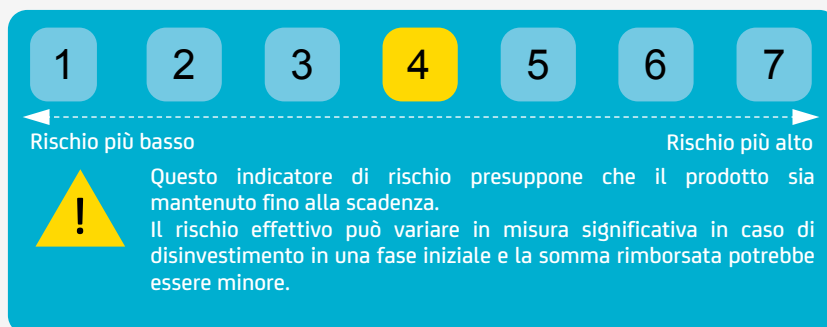 1 2 3 4 5 6 7
Rischio più basso Rischio più alto
!
Questo indicatore di rischio presuppone che il prodotto sia
mantenuto fino alla scadenza.
Il rischio effettivo può variare in misura significativa in caso di
disinvestimento in una fase iniziale e la somma rimborsata potrebbe
essere minore.